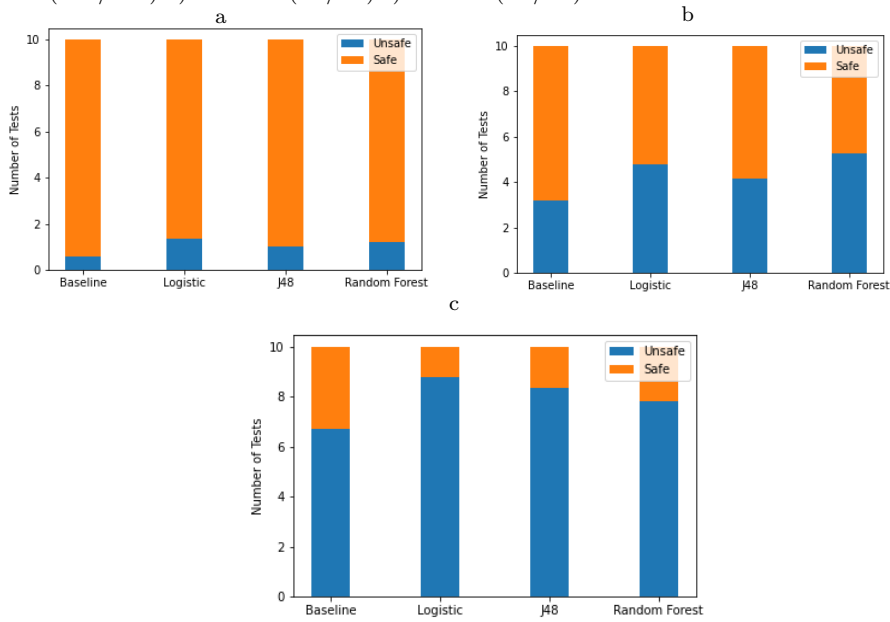 a
10
8
6
4
2
0
Number of Tests
Unsafe
Safe
Baseline
Logistic
J48
Random Forest
b
10
8
6
4
2
0
Number of Tests
Unsafe
Safe
Baseline
Logistic
J48
Random Forest
c
10
8
6
4
2
0
Number of Tests
Unsafe
Safe
Baseline
Logistic
J48
Random Forest